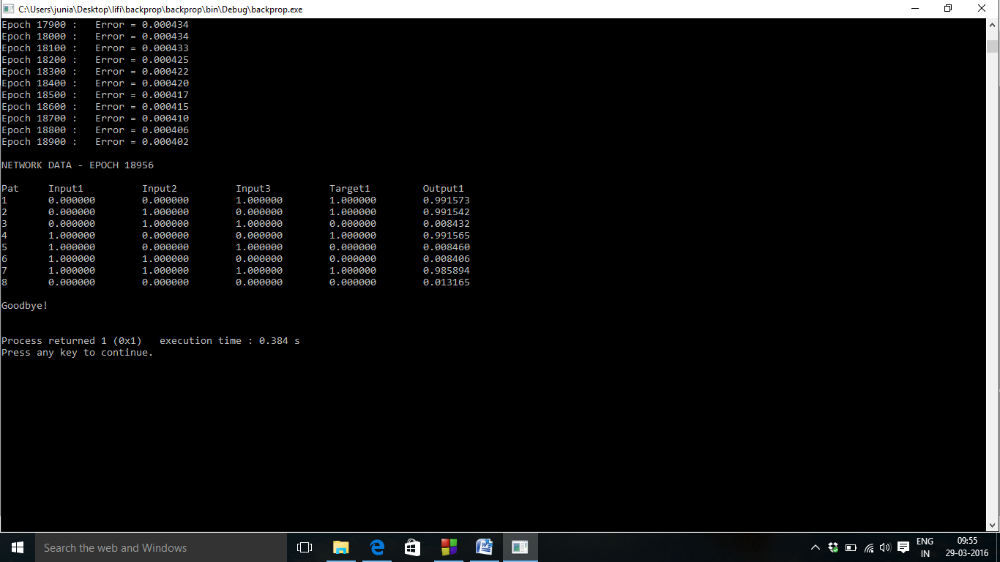 C:\Users\junia\Desktop\lifi\backprop\backprop\bin\Debug\backprop.exe
Epoch 17900 :   Error = 0.000434
Epoch 18000 :   Error = 0.000434
Epoch 18100 :   Error = 0.000433
Epoch 18200 :   Error = 0.000425
Epoch 18300 :   Error = 0.000422
Epoch 18400 :   Error = 0.000420
Epoch 18500 :   Error = 0.000417
Epoch 18600 :   Error = 0.000415
Epoch 18700 :   Error = 0.000410
Epoch 18800 :   Error = 0.000406
Epoch 18900 :   Error = 0.000402
NETWORK DATA - EPOCH 18956
Pat     Input1          Input2          Input3          Target1         Output1
1       0.000000        0.000000        1.000000        1.000000        0.991573
2       0.000000        1.000000        0.000000        1.000000        0.991542
3       0.000000        1.000000        1.000000        0.000000        0.008432
4       1.000000        0.000000        0.000000        1.000000        0.991565
5       1.000000        0.000000        1.000000        0.000000        0.008460
6       1.000000        1.000000        0.000000        0.000000        0.008406
7       1.000000        1.000000        1.000000        1.000000        0.985894
8       0.000000        0.000000        0.000000        0.000000        0.013165
Goodbye!
Process returned 1 (0x1)   execution time : 0.384 s
Press any key to continue.
Search the web and Windows
ENG
IN
09:55
29-03-2016